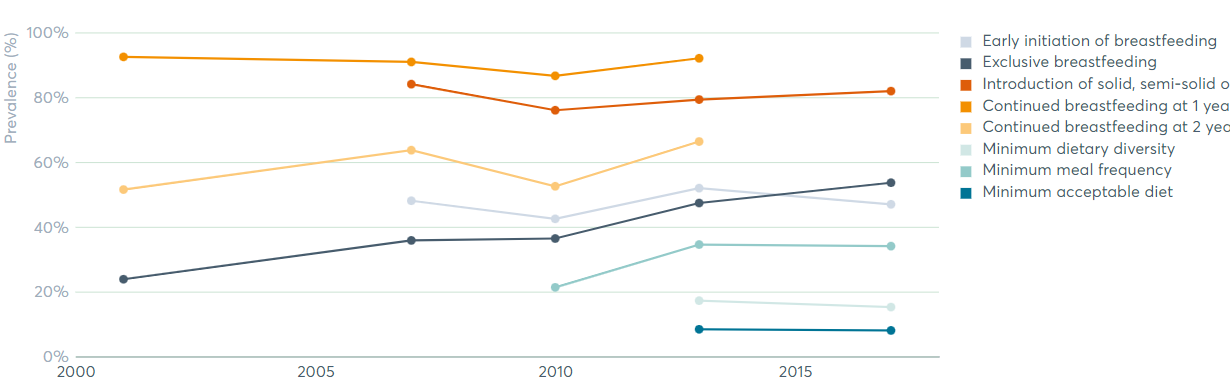 Prevalence (%)
100%
80%
60%
40%
20%
0%
2000 2005 2010 2015
Early initiation of breastfeeding
Exclusive breastfeeding
Introduction of solid, semi-solid o
Continued breastfeeding at 1 yea
Continued breastfeeding at 2 yea
Minimum dietary diversity
Minimum meal frequency
Minimum acceptable diet